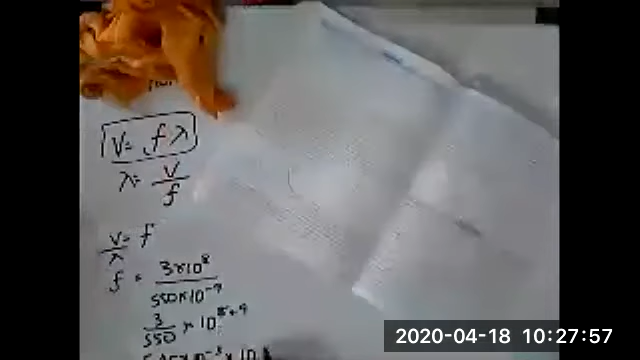 V = fλ
λ = V/f
V/λ = f
f = 3×10⁸ / 550×10⁻⁹
3/550 × 10⁸⁺⁹
2020-04-18 10:27:57